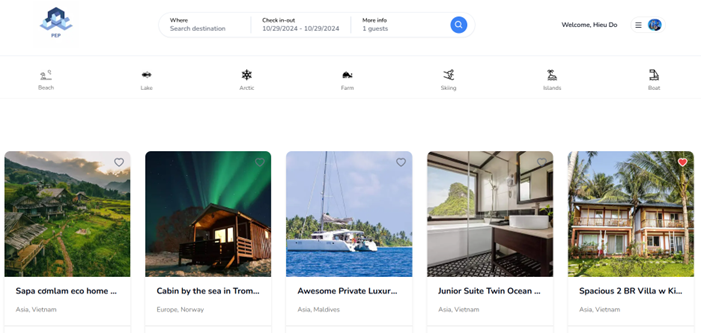 PEP
Where
Search destination
Check in-out
10/29/2024 - 10/29/2024
More info
1 guests
Welcome, Hieu Do
Beach
Lake
Arctic
Farm
Skiing
Islands
Boat
Sapa cơmlam eco home ...
Asia, Vietnam
Cabin by the sea in Trom...
Europe, Norway
Awesome Private Luxur...
Asia, Maldives
Junior Suite Twin Ocean ...
Asia, Vietnam
Spacious 2 BR Villa w Ki...
Asia, Vietnam